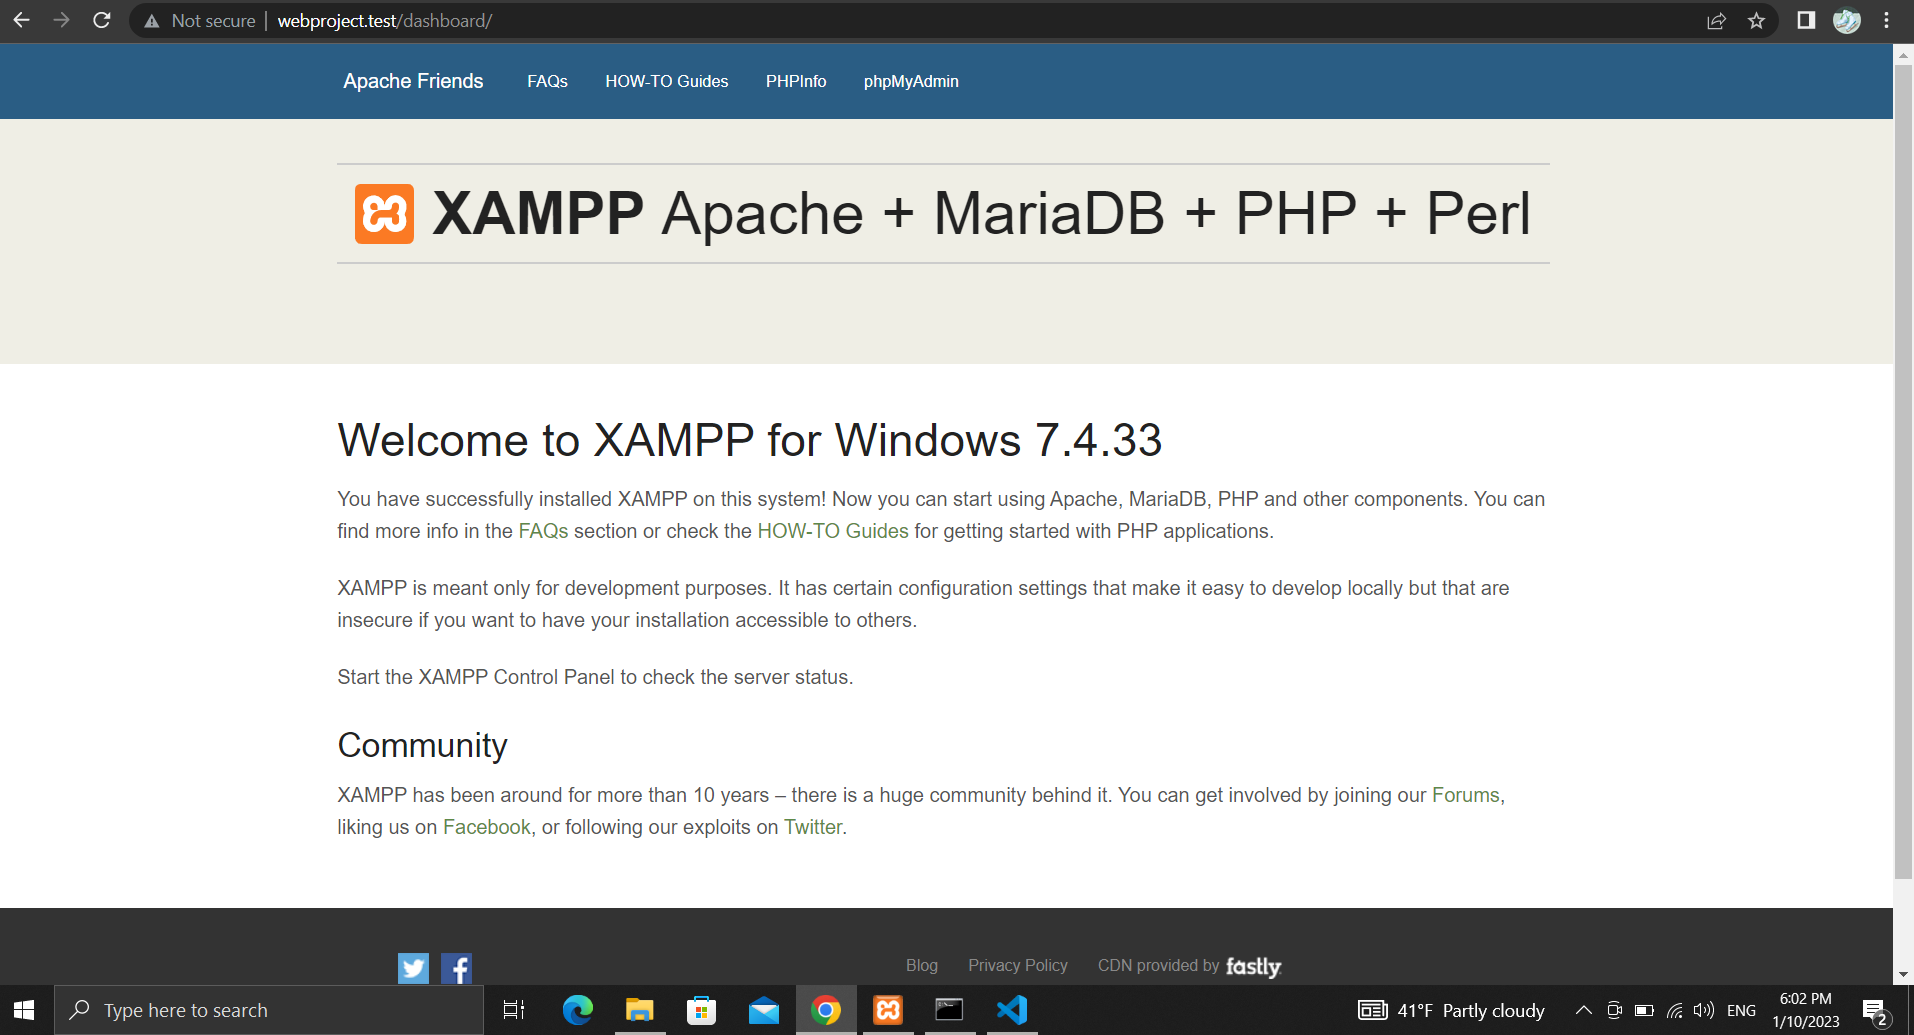 Not secure | webproject.test/dashboard/
Apache Friends FAQs HOW-TO Guides PHPInfo phpMyAdmin
XAMPP Apache + MariaDB + PHP + Perl
Welcome to XAMPP for Windows 7.4.33
You have successfully installed XAMPP on this system! Now you can start using Apache, MariaDB, PHP and other components. You can
find more info in the FAQs section or check the HOW-TO Guides for getting started with PHP applications.
XAMPP is meant only for development purposes. It has certain configuration settings that make it easy to develop locally but that are
insecure if you want to have your installation accessible to others.
Start the XAMPP Control Panel to check the server status.
Community
XAMPP has been around for more than 10 years – there is a huge community behind it. You can get involved by joining our Forums,
liking us on Facebook, or following our exploits on Twitter.
Blog Privacy Policy CDN provided by fastly
Type here to search
41°F Partly cloudy
ENG
6:02 PM
1/10/2023
2